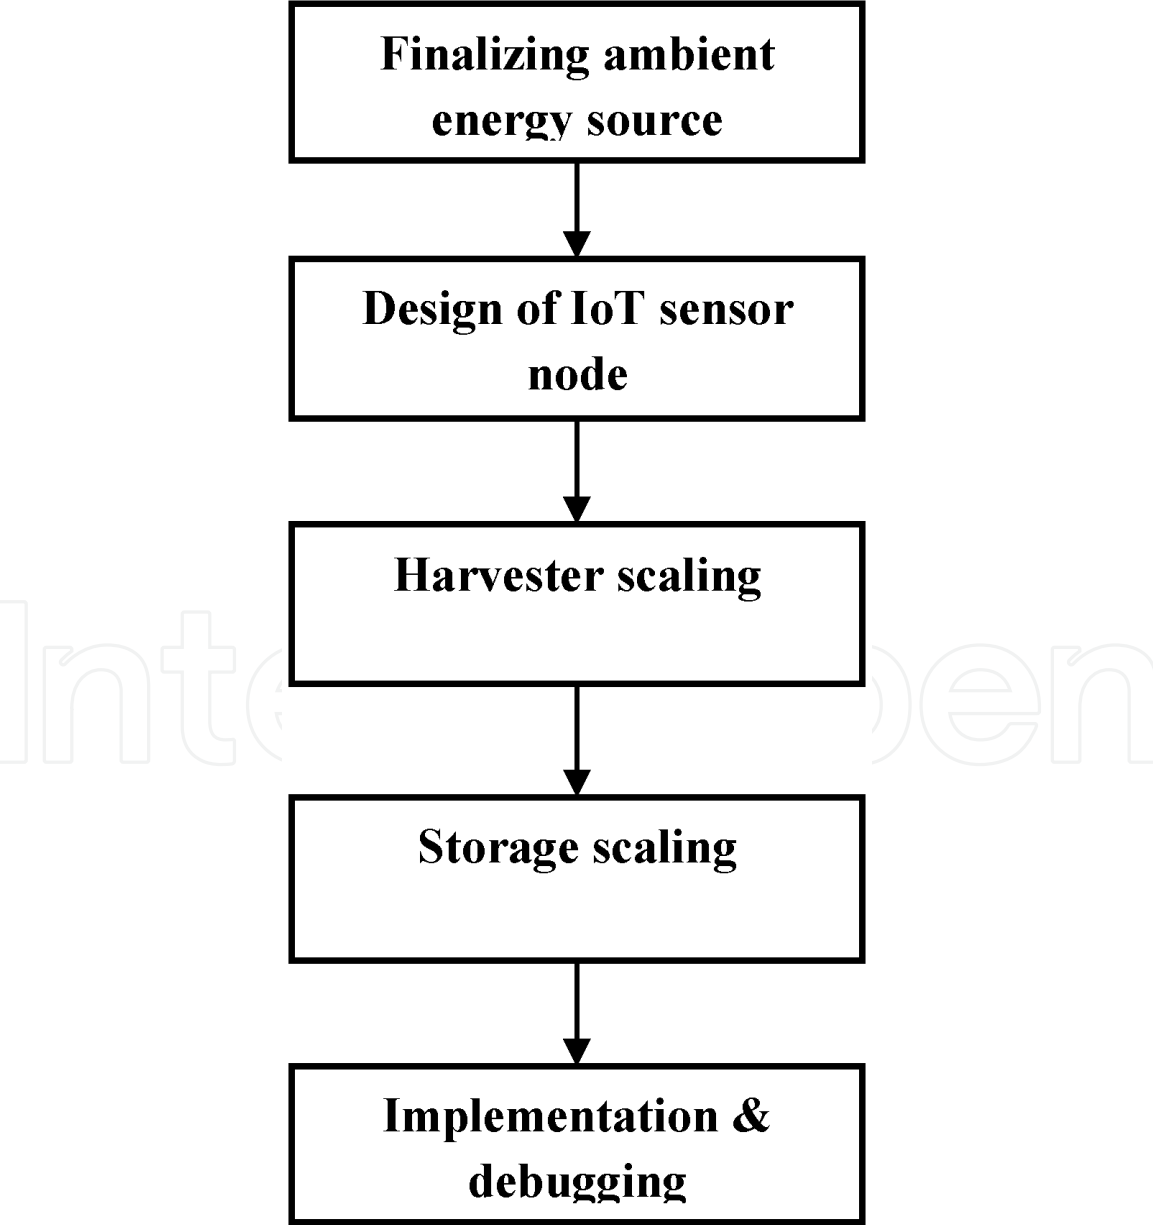 Finalizing ambient
energy source
Design of IoT sensor
node
Harvester scaling
Storage scaling
Implementation &
debugging